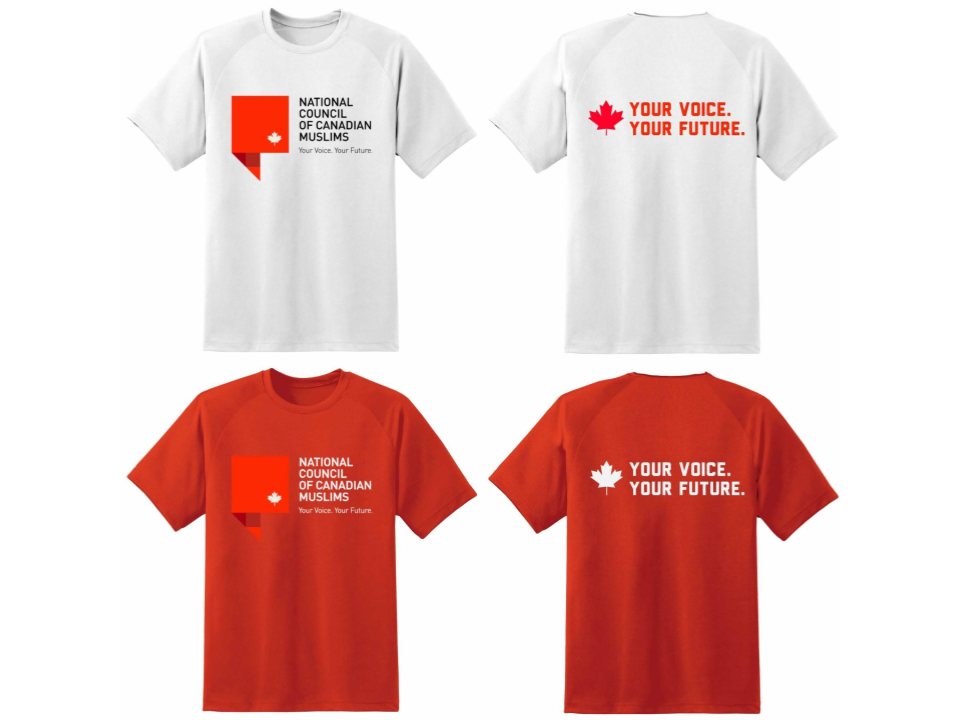 NATIONAL
COUNCIL
OF CANADIAN
MUSLIMS
Your Voice. Your Future.
YOUR VOICE.
YOUR FUTURE.
NATIONAL
COUNCIL
OF CANADIAN
MUSLIMS
Your Voice. Your Future.
YOUR VOICE.
YOUR FUTURE.